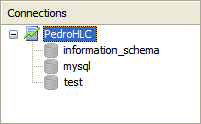 Connections
PedroHLC
information_schema
mysql
test